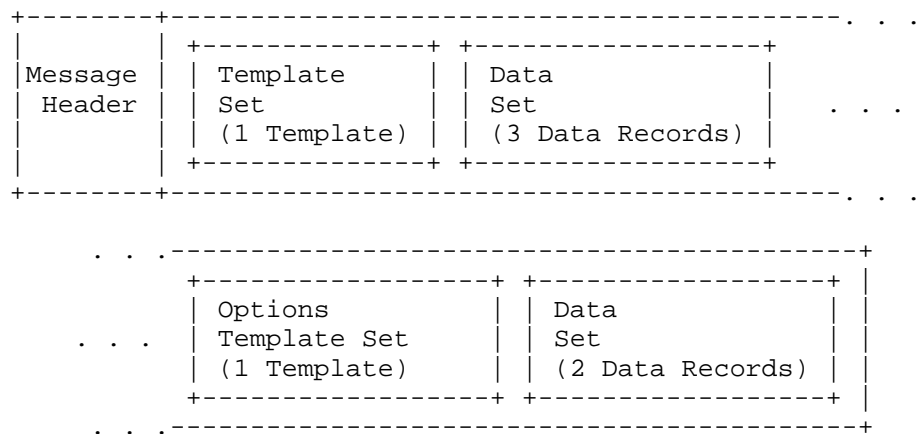 Message
Header
Template
Set
(1 Template)
Data
Set
(3 Data Records)
. . .
. . .
. . .
. . .
Options
Template Set
(1 Template)
Data
Set
(2 Data Records)
. . .
. . .